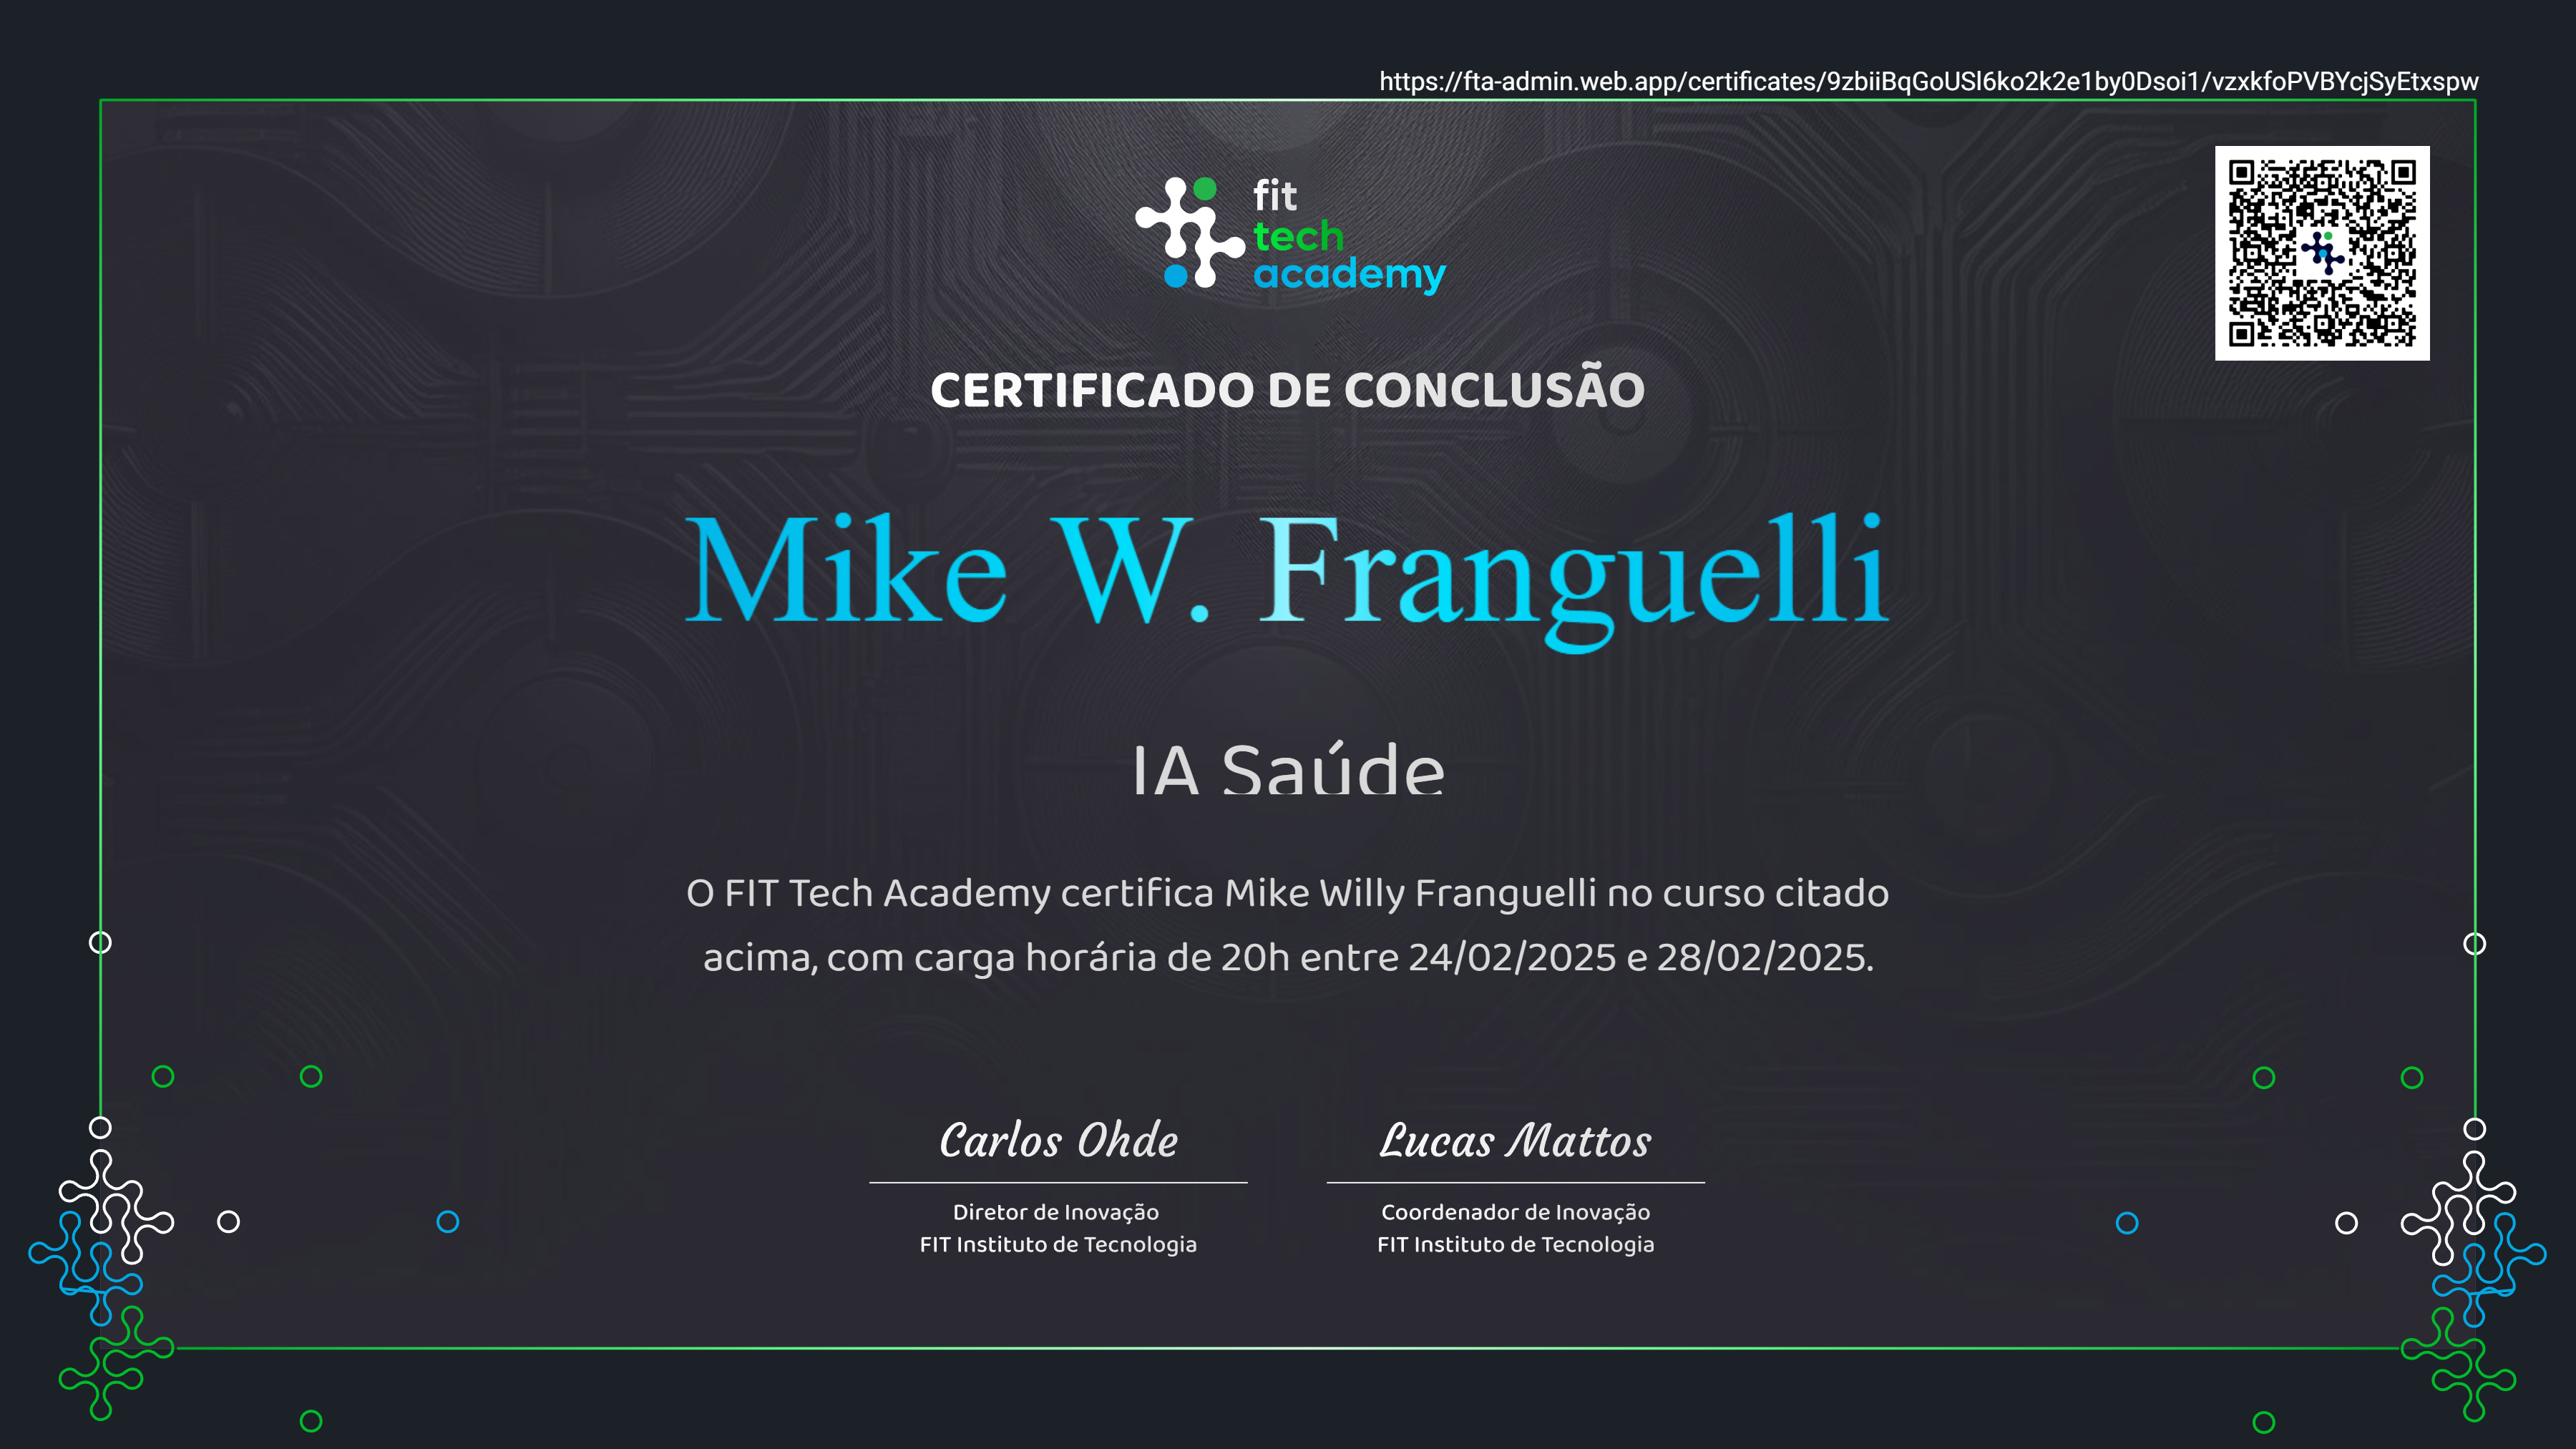 https://fta-admin.web.app/certificates/9zbiiBqGoUSl6ko2k2e1by0Dsoi1/vzxkfoPVBYcjSyEtxspw
fit
tech
academy
CERTIFICADO DE CONCLUSÃO
Mike W. Franguelli
IA Saúde
O FIT Tech Academy certifica Mike Willy Franguelli no curso citado
acima, com carga horária de 20h entre 24/02/2025 e 28/02/2025.
Carlos Ohde
Diretor de Inovação
FIT Instituto de Tecnologia
Lucas Mattos
Coordenador de Inovação
FIT Instituto de Tecnologia